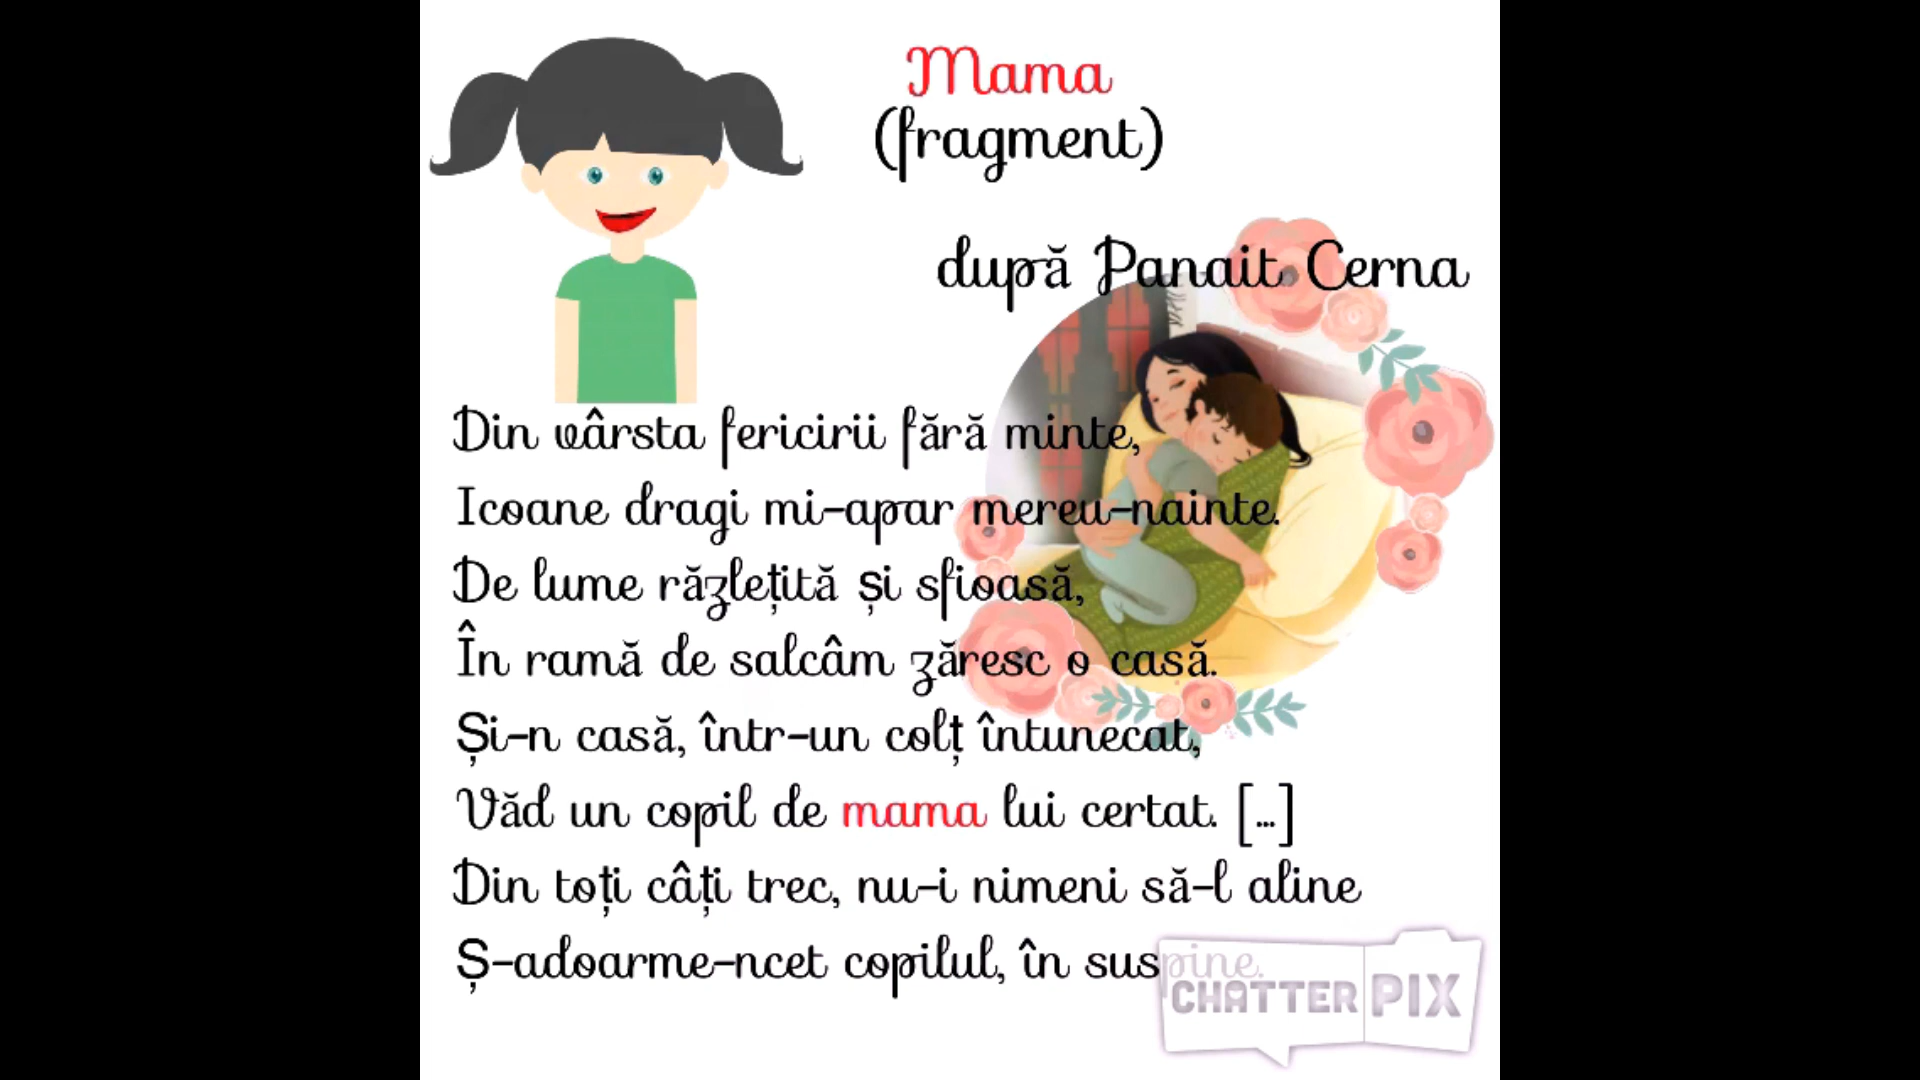 Mama
(fragment)
după Panait Cerna
Din vârsta fericirii fără minte,
Icoane dragi mi-apar mereu-nainte.
De lume răzlețită și sfioasă,
În ramă de salcâm zăresc o casă.
Și-n casă, într-un colț întunecat,
Văd un copil de mama lui certat. [...]
Din toți câți trec, nu-i nimeni să-l aline
Ș-adoarme-ncet copilul, în suspine.
CHATTER PIX